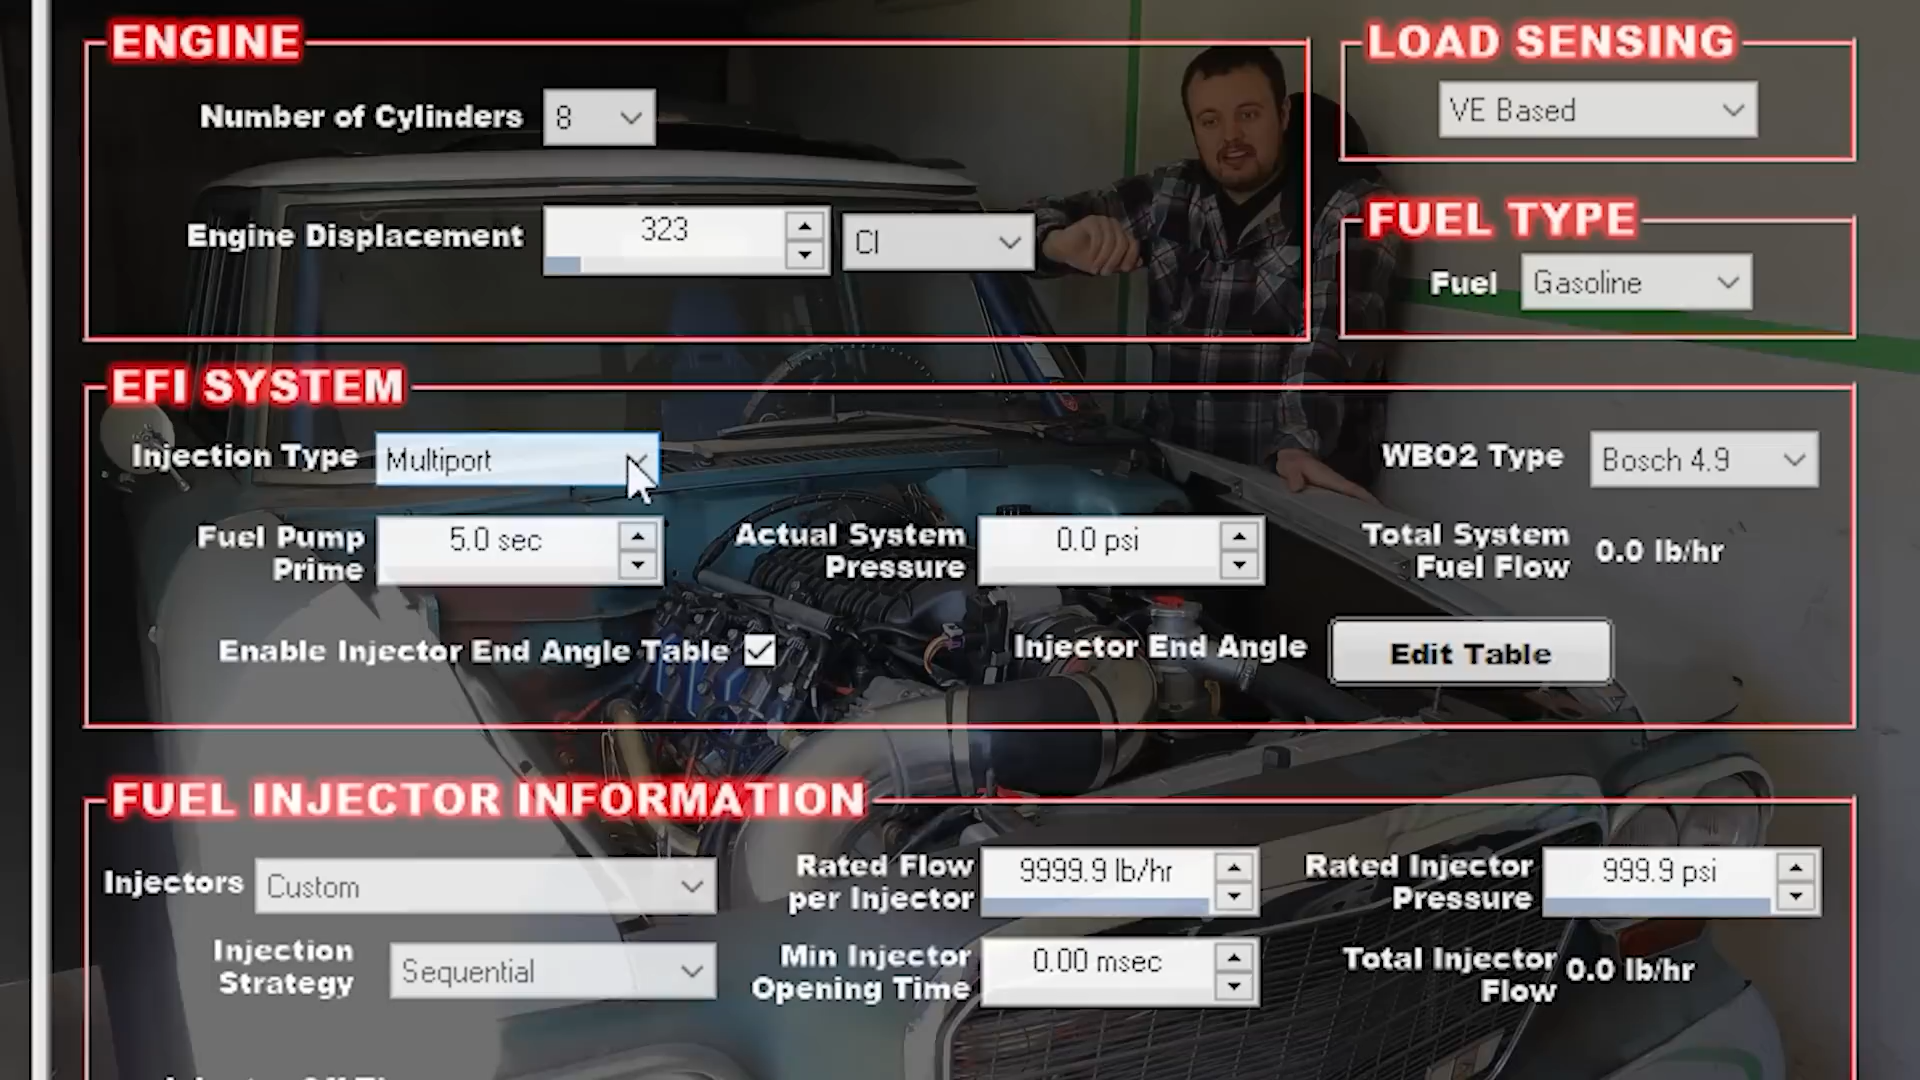 ENGINE
Number of Cylinders 8
Engine Displacement 323 CI
LOAD SENSING
VE Based
FUEL TYPE
Fuel Gasoline
EFI SYSTEM
Injection Type Multiport
WBO2 Type Bosch 4.9
Fuel Pump
Prime
5.0 sec
Actual System
Pressure
0.0 psi
Total System
Fuel Flow
0.0 lb/hr
Enable Injector End Angle Table
Injector End Angle Edit Table
FUEL INJECTOR INFORMATION
Injectors Custom
Rated Flow
per Injector
9999.9 lb/hr
Rated Injector
Pressure
999.9 psi
Injection
Strategy
Sequential
Min Injector
Opening Time
0.00 msec
Total Injector
Flow
0.0 lb/hr